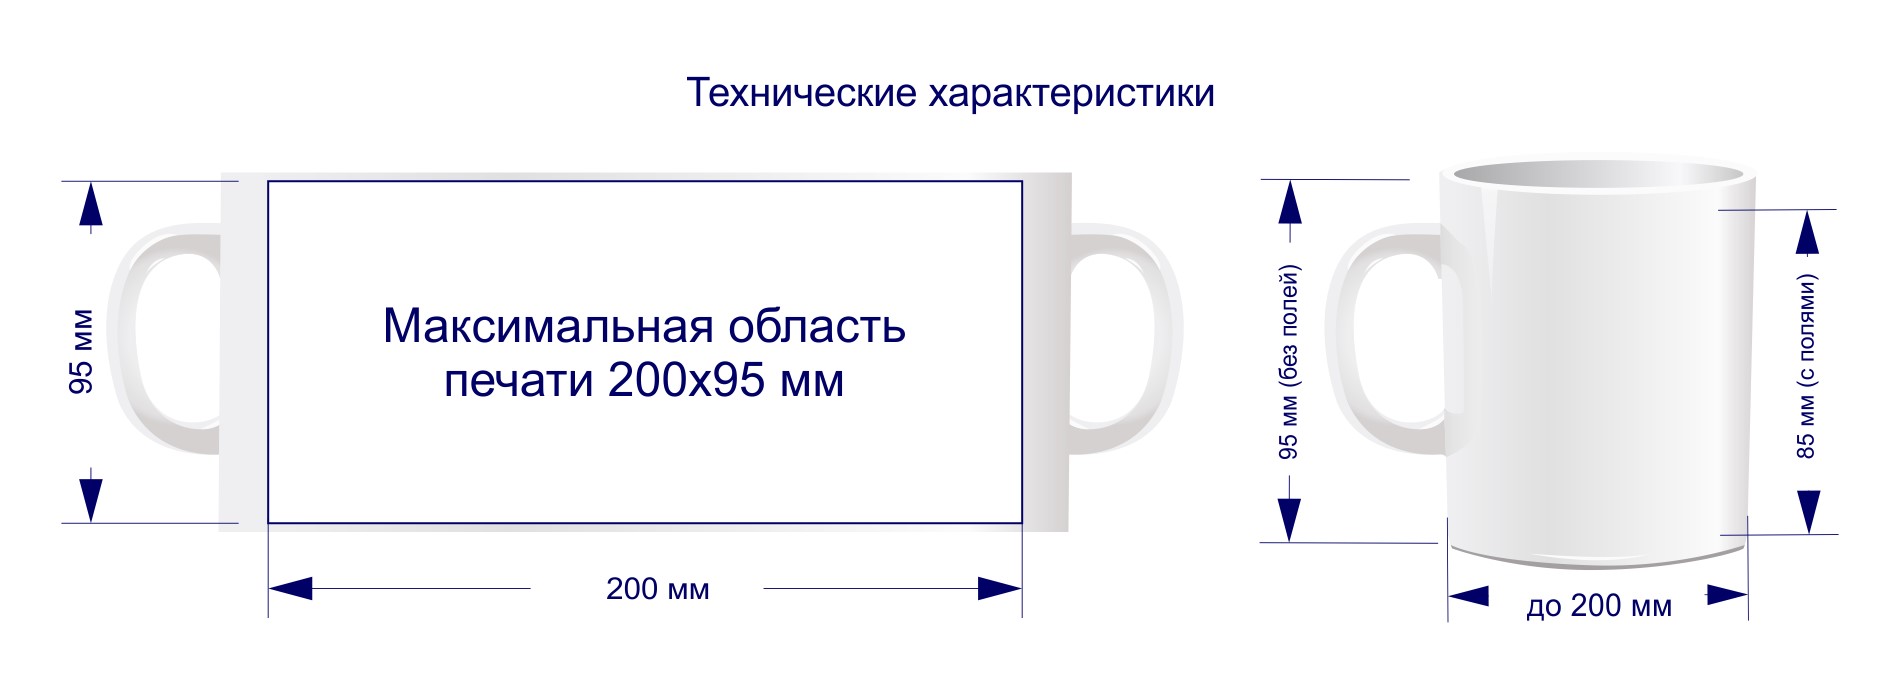 Технические характеристики
95 мм
Максимальная область
печати 200х95 мм
200 мм
95 мм (без полей)
85 мм (с полями)
до 200 мм